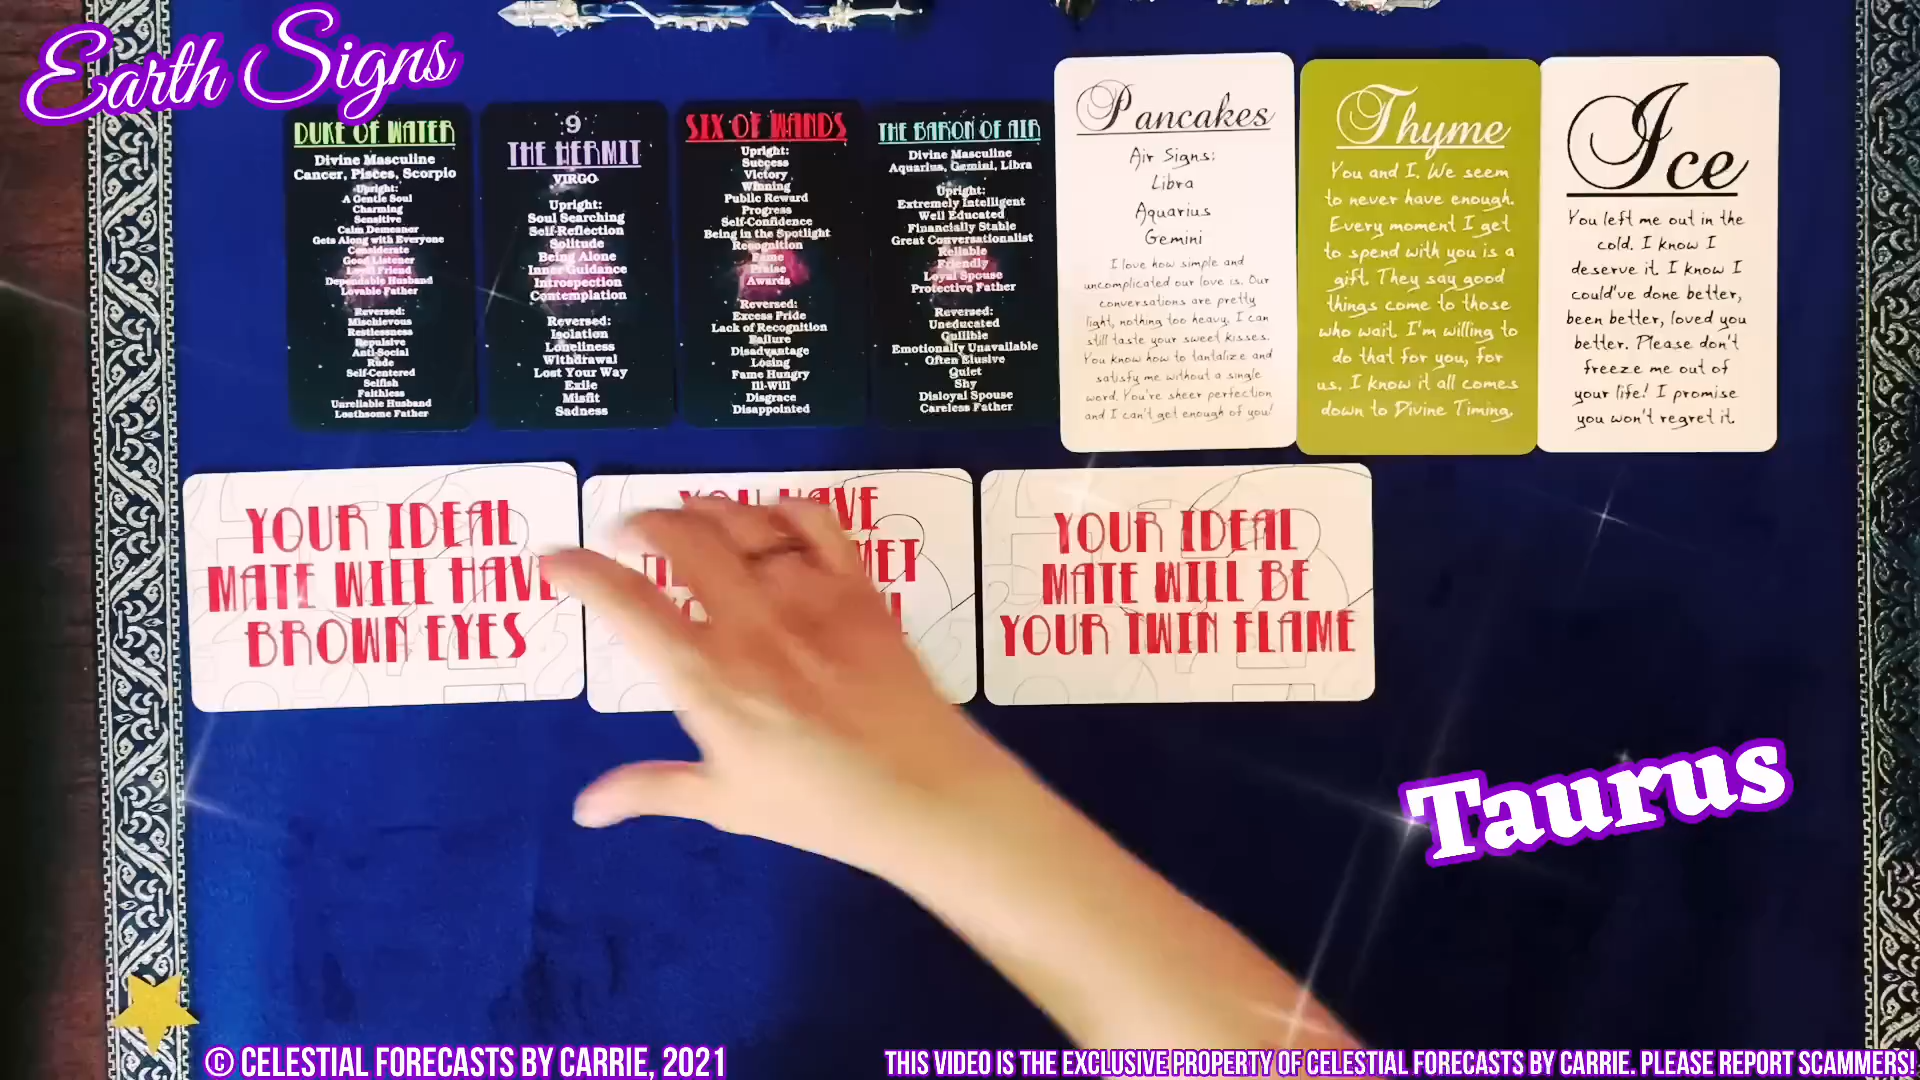 Earth Signs
DUKE OF WATER
Divine Masculine
Cancer, Pisces, Scorpio
Upright:
A Gentle Soul
Charming
Sensitive
Calm Demeanor
Gets Along with Everyone
Considerate
Good Listener
Loyal Friend
Dependable Husband
Lovable Father
Reversed:
Mischievous
Restlessness
Repulsive
Anti-Social
Rude
Self-Centered
Selfish
Faithless
Unreliable Husband
Loathsome Father
9
THE HERMIT
VIRGO
Upright:
Soul Searching
Self-Reflection
Solitude
Being Alone
Inner Guidance
Introspection
Contemplation
Reversed:
Isolation
Loneliness
Withdrawal
Lost Your Way
Exile
Misfit
Sadness
SIX OF WANDS
Upright:
Success
Victory
Winning
Public Reward
Progress
Self-Confidence
Being in the Spotlight
Recognition
Fame
Praise
Awards
Reversed:
Excess Pride
Lack of Recognition
Failure
Disadvantage
Losing
Fame Hungry
Ill-Will
Disgrace
Disappointed
THE BARON OF AIR
Divine Masculine
Aquarius, Gemini, Libra
Upright:
Extremely Intelligent
Well Educated
Financially Stable
Great Conversationalist
Reliable
Friendly
Loyal Spouse
Protective Father
Reversed:
Uneducated
Gullible
Emotionally Unavailable
Often Elusive
Quiet
Shy
Disloyal Spouse
Careless Father
Pancakes
Air Signs:
Libra
Aquarius
Gemini
I love how simple and
uncomplicated our love is. Our
conversations are pretty
light, nothing too heavy. I can
still taste your sweet kisses.
You know how to tantalize and
satisfy me without a single
word. You're sheer perfection
and I can't get enough of you!
Thyme
You and I. We seem
to never have enough.
Every moment I get
to spend with you is a
gift. They say good
things come to those
who wait. I'm willing to
do that for you, for
us. I know it all comes
down to Divine Timing.
Ice
You left me out in the
cold. I know I
deserve it. I know I
could've done better,
been better, loved you
better. Please don't
freeze me out of
your life! I promise
you won't regret it.
YOUR IDEAL
MATE WILL HAVE
BROWN EYES
YOU HAVE
MET
YOUR IDEAL
MATE WILL BE
YOUR TWIN FLAME
Taurus
© CELESTIAL FORECASTS BY CARRIE, 2021
THIS VIDEO IS THE EXCLUSIVE PROPERTY OF CELESTIAL FORECASTS BY CARRIE. PLEASE REPORT SCAMMERS!